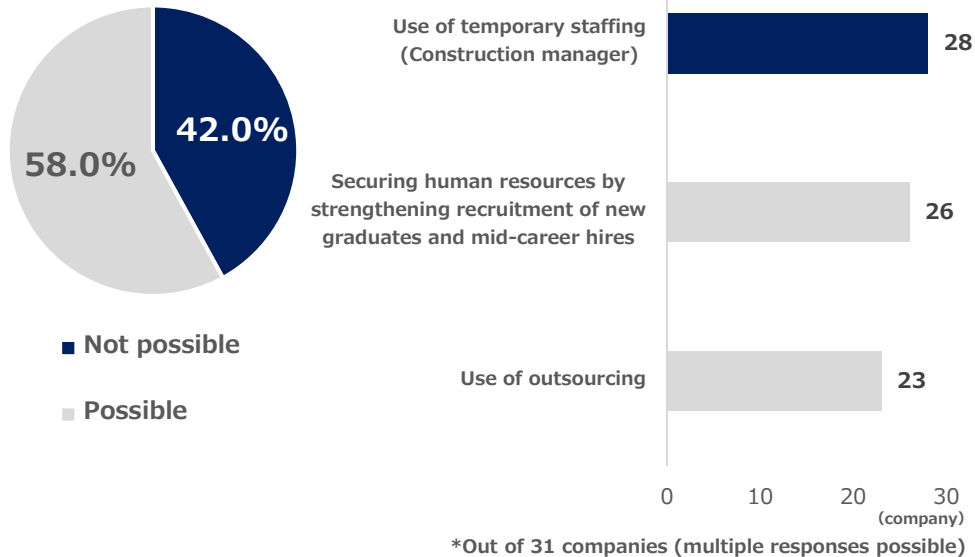 42.0%
58.0%
Not possible
Possible
Use of temporary staffing
(Construction manager)
28
Securing human resources by
strengthening recruitment of new
graduates and mid-career hires
26
Use of outsourcing
23
0 10 20 30
(company)
*Out of 31 companies (multiple responses possible)